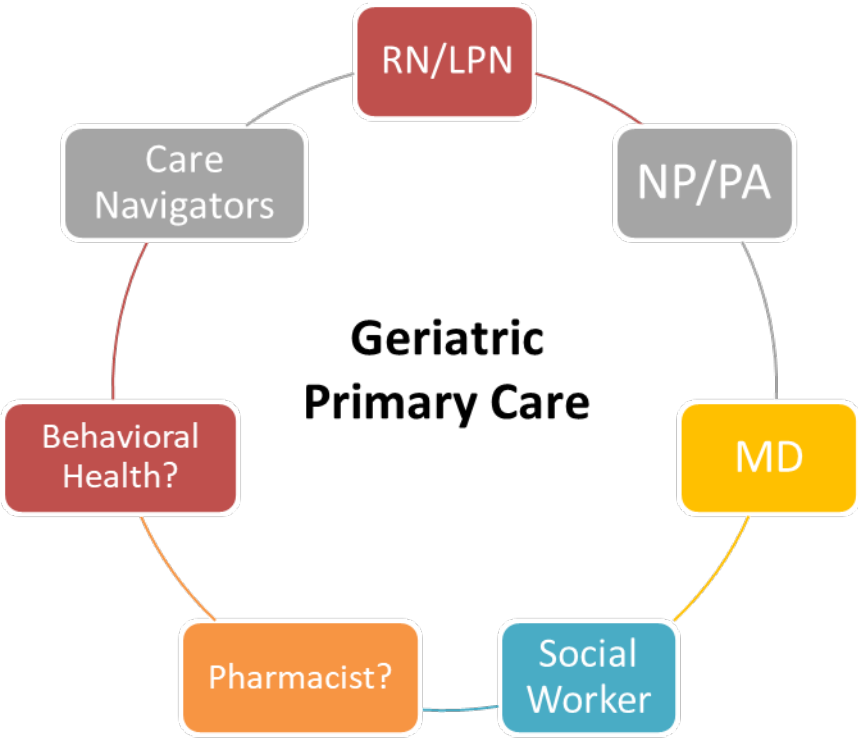 RN/LPN
NP/PA
MD
Social
Worker
Pharmacist?
Behavioral
Health?
Care
Navigators
Geriatric
Primary Care